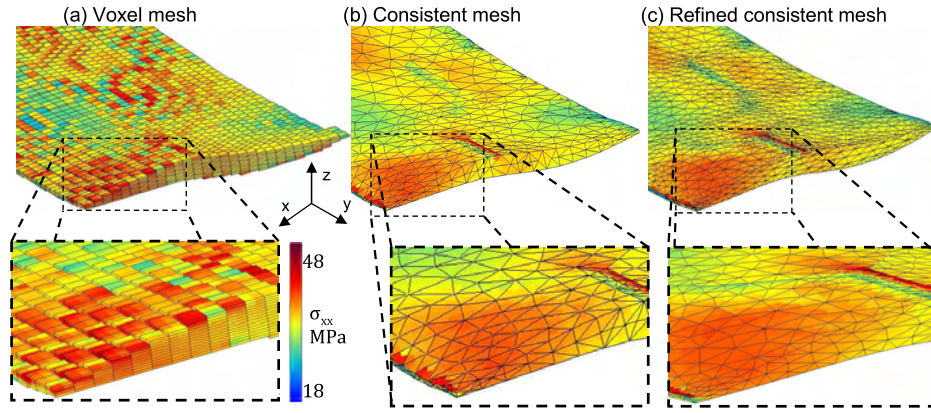 (a) Voxel mesh
(b) Consistent mesh
(c) Refined consistent mesh
z
x
y
48
σxx
MPa
18